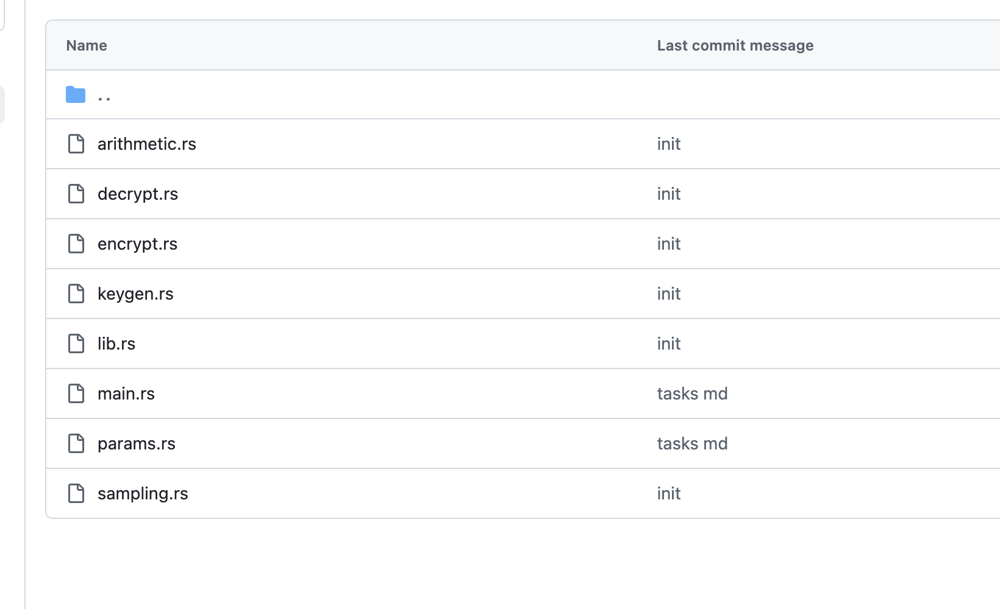 Name Last commit message
..
arithmetic.rs init
decrypt.rs init
encrypt.rs init
keygen.rs init
lib.rs init
main.rs tasks md
params.rs tasks md
sampling.rs init